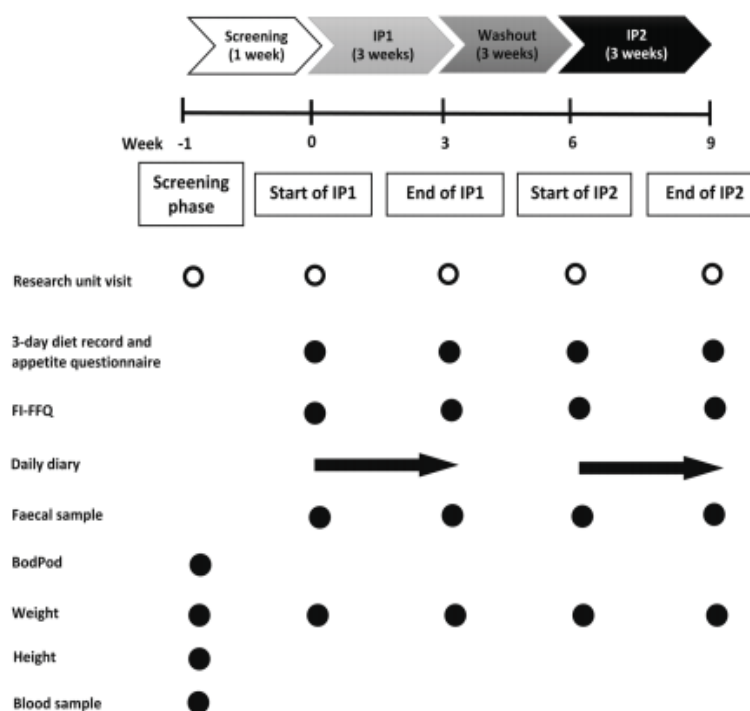 Screening
(1 week)
IP1
(3 weeks)
Washout
(3 weeks)
IP2
(3 weeks)
Week -1 0 3 6 9
Screening
phase
Start of IP1
End of IP1
Start of IP2
End of IP2
Research unit visit
3-day diet record and
appetite questionnaire
FI-FFQ
Daily diary
Faecal sample
BodPod
Weight
Height
Blood sample